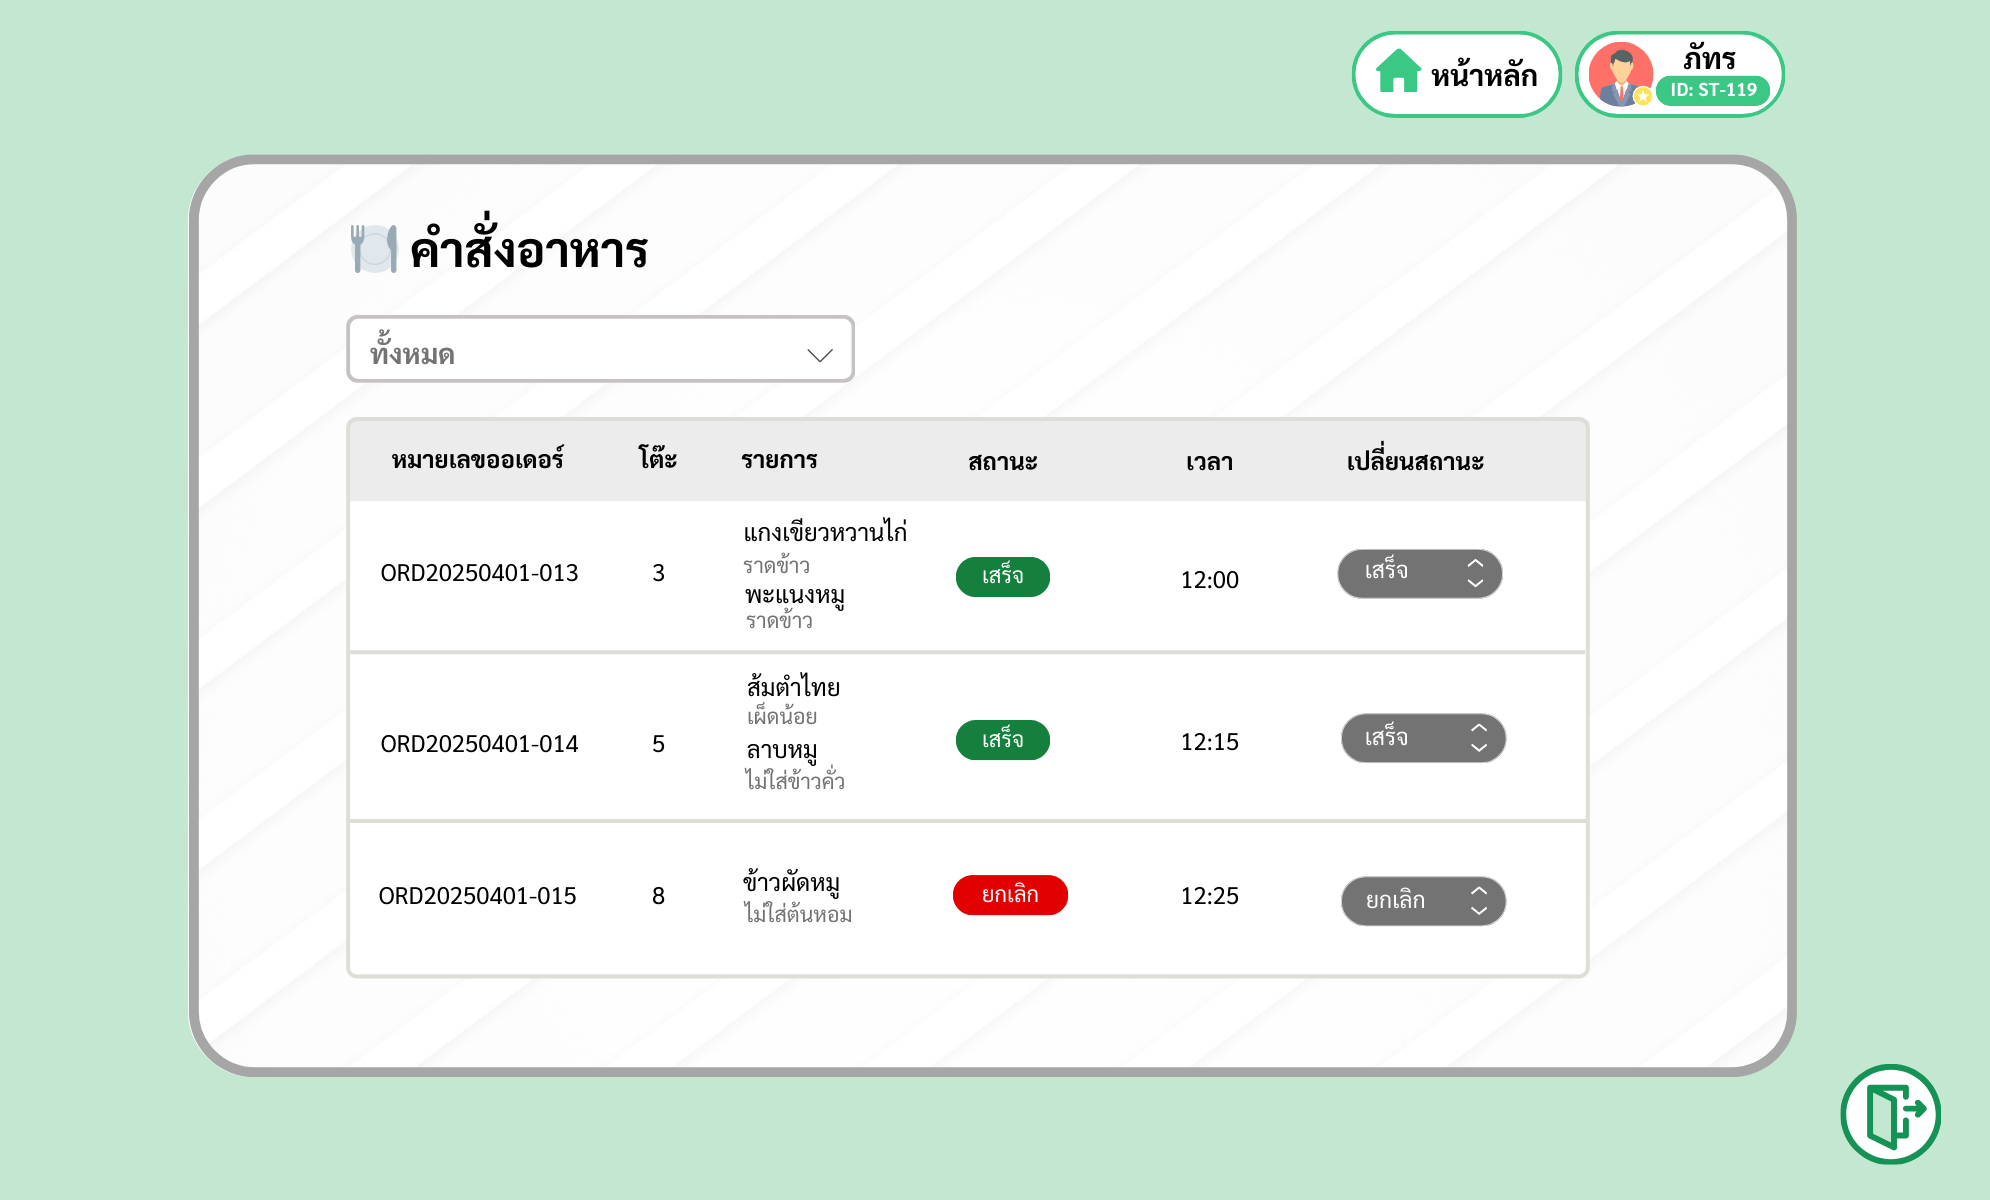 หน้าหลัก
ภัทร
ID: ST-119
คำสั่งอาหาร
ทั้งหมด
หมายเลขออเดอร์ โต๊ะ รายการ สถานะ เวลา เปลี่ยนสถานะ
ORD20250401-013 3 แกงเขียวหวานไก่ เสร็จ 12:00 เสร็จ
ราดข้าว
พะแนงหมู
ราดข้าว
ORD20250401-014 5 ส้มตำไทย เสร็จ 12:15 เสร็จ
เผ็ดน้อย
ลาบหมู
ไม่ใส่ข้าวคั่ว
ORD20250401-015 8 ข้าวผัดหมู ยกเลิก 12:25 ยกเลิก
ไม่ใส่ต้นหอม